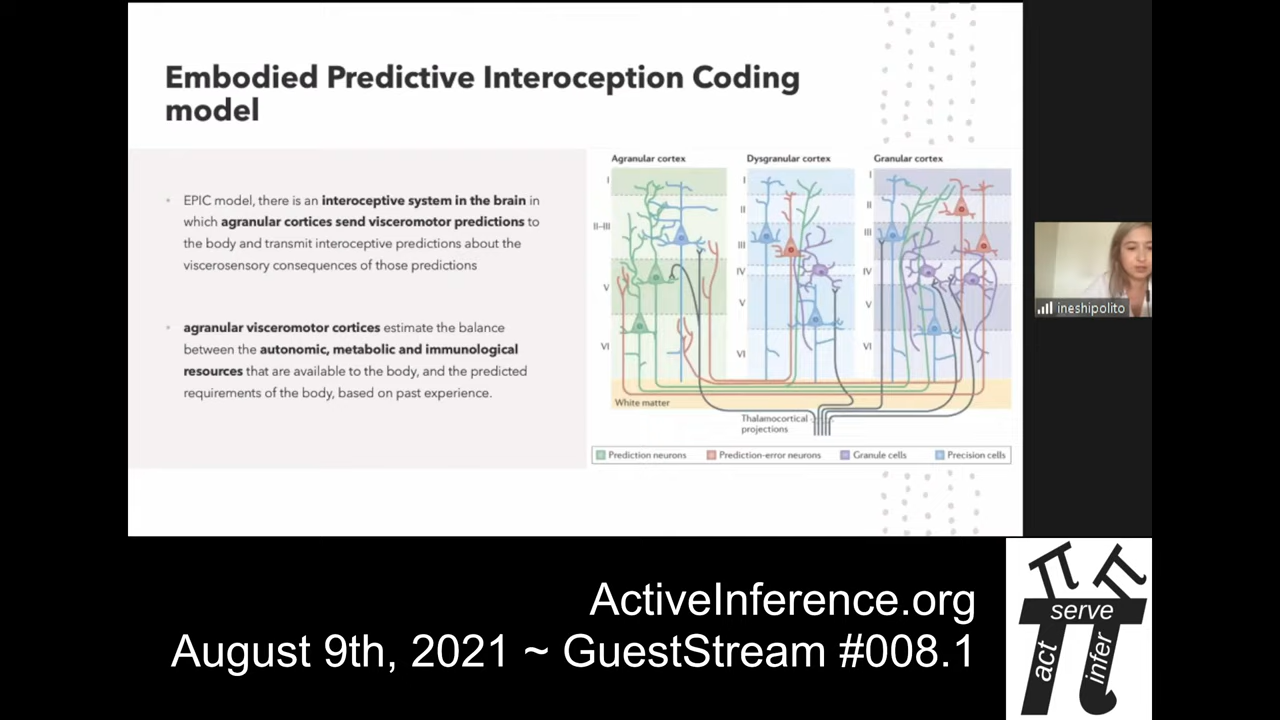 Embodied Predictive Interoception Coding
model
EPIC model, there is an interoceptive system in the brain in
which agranular cortices send visceromotor predictions to
the body and transmit interoceptive predictions about the
viscerosensory consequences of those predictions
agranular visceromotor cortices estimate the balance
between the autonomic, metabolic and immunological
resources that are available to the body, and the predicted
requirements of the body, based on past experience.
Agranular cortex
I
II–III
V
VI
Dysgranular cortex
I
II
III
IV
V
VI
Granular cortex
I
II
III
IV
V
VI
White matter
Thalamocortical
projections
Prediction neurons
Prediction-error neurons
Granule cells
Precision cells
ineshipolito
ActiveInference.org
August 9th, 2021 ~ GuestStream #008.1
serve
act
infer